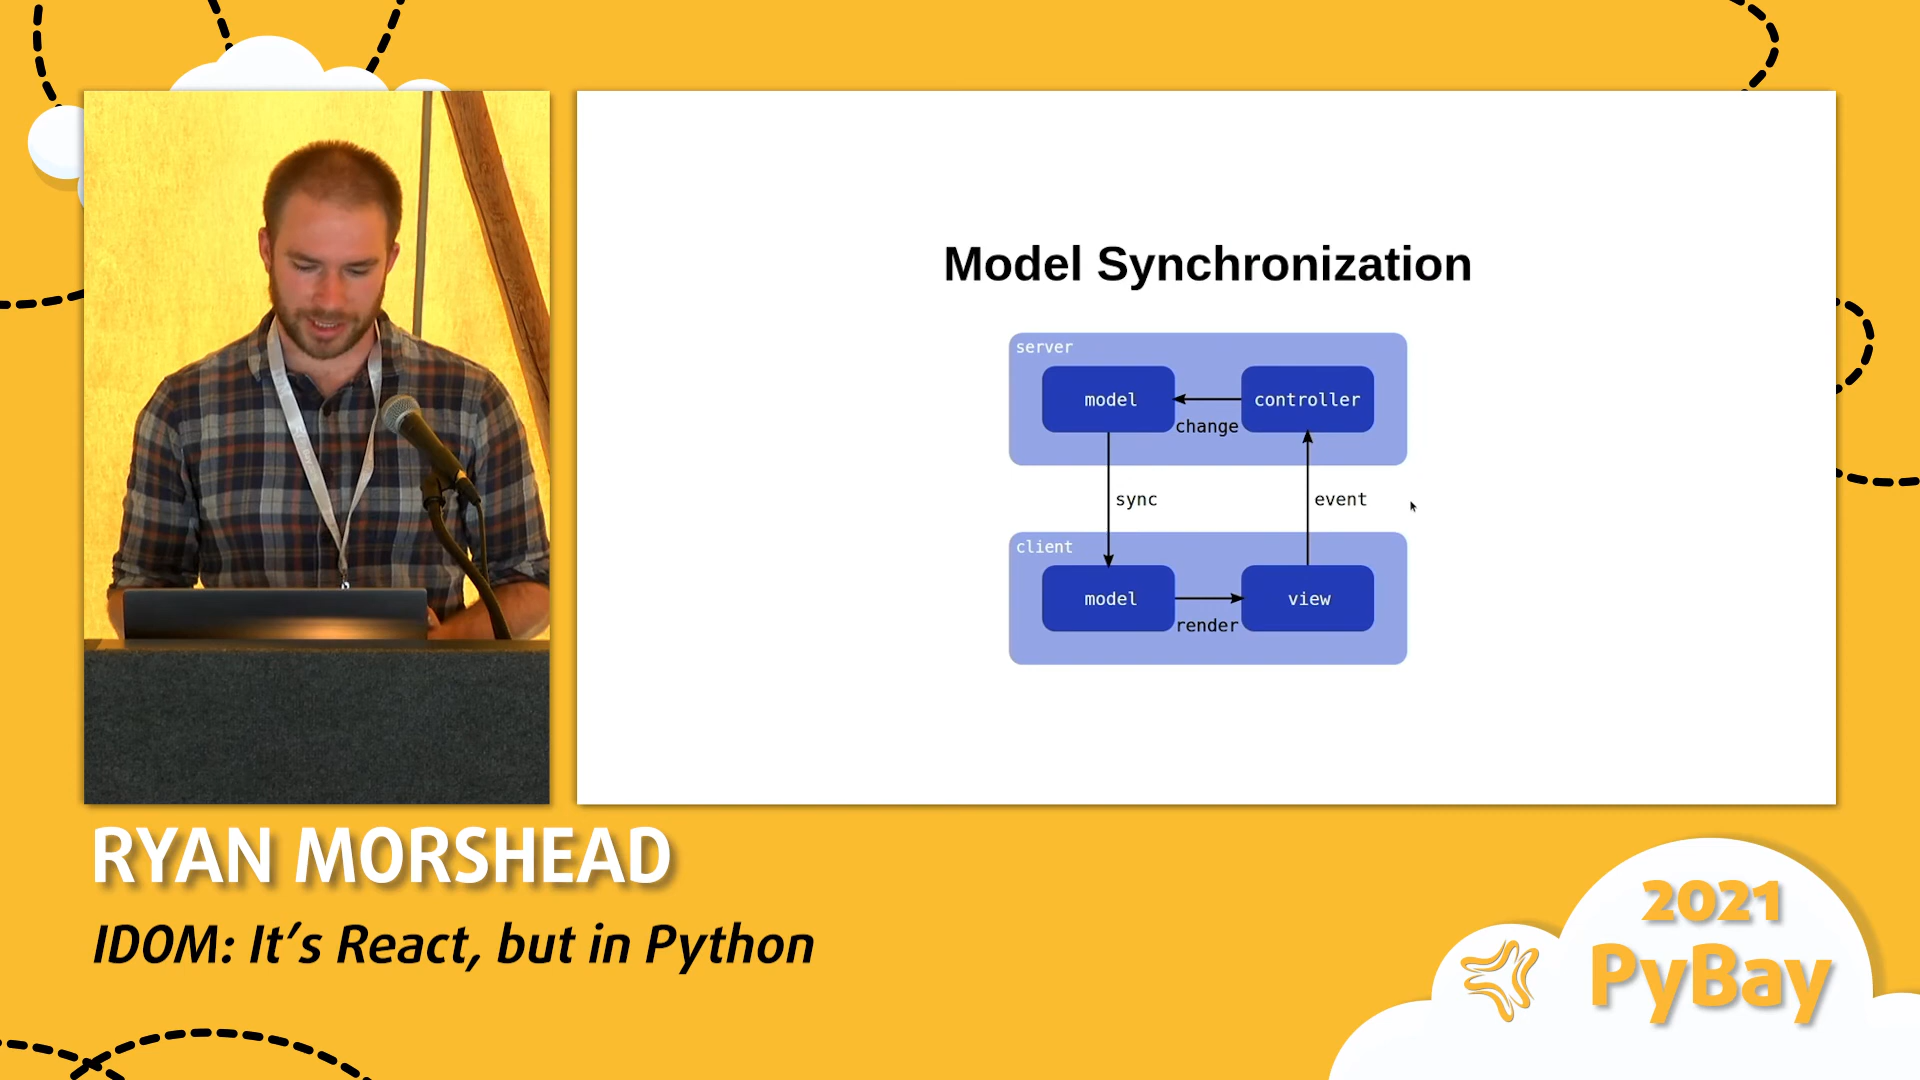 Model Synchronization
server
model
controller
change
sync
event
client
model
view
render
RYAN MORSHEAD
IDOM: It's React, but in Python
2021
PyBay